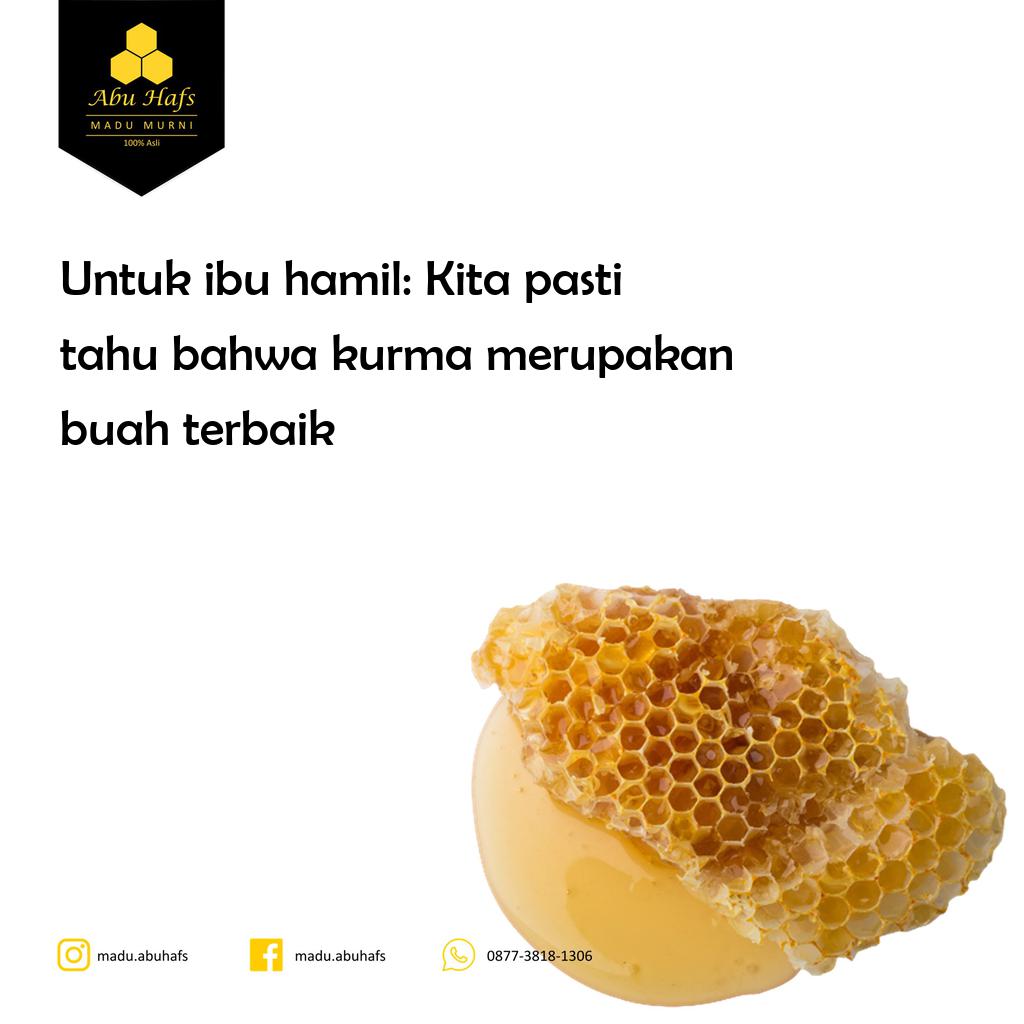 Abu Hafs
MADU MURNI
100% Asli
Untuk ibu hamil: Kita pasti
tahu bahwa kurma merupakan
buah terbaik
madu.abuhafs
madu.abuhafs
0877-3818-1306